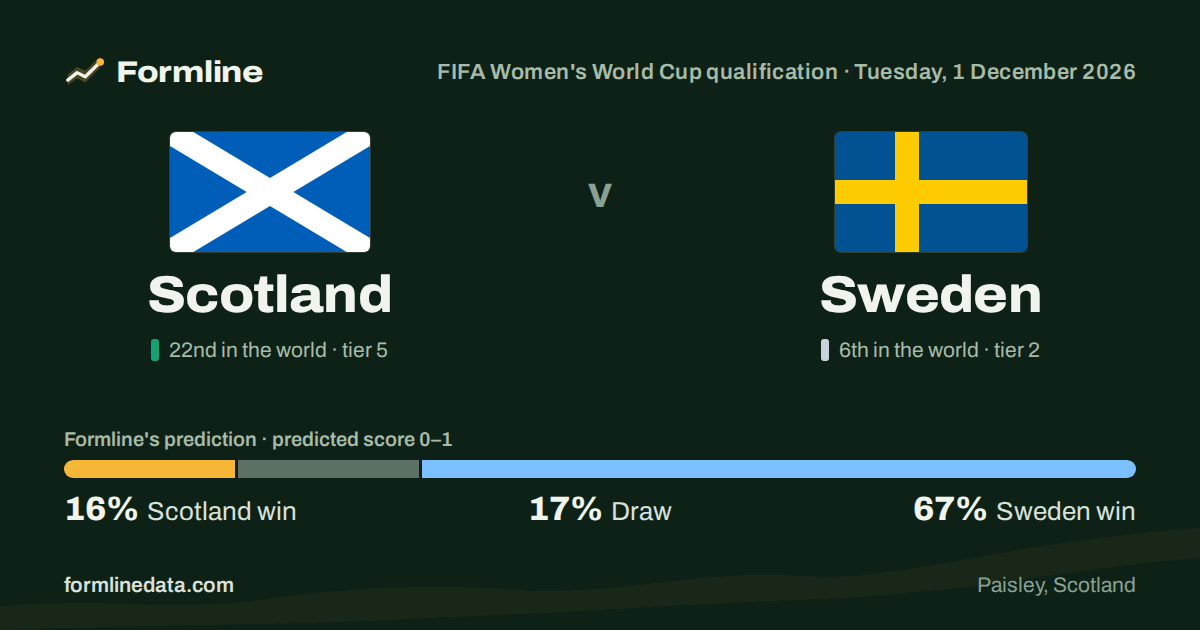 Formline
FIFA Women's World Cup qualification · Tuesday, 1 December 2026
v
Scotland
Sweden
22nd in the world · tier 5
6th in the world · tier 2
Formline's prediction · predicted score 0–1
16% Scotland win
17% Draw
67% Sweden win
formlinedata.com
Paisley, Scotland